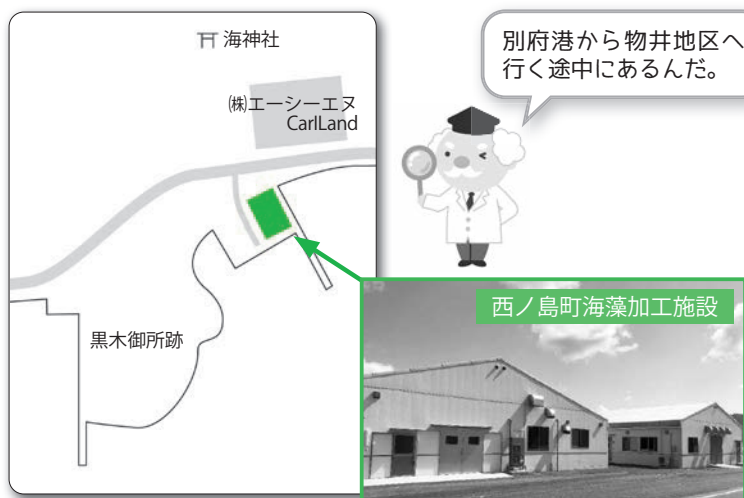 海神社
㈱エーシーエヌ
CarlLand
黒木御所跡
別府港から物井地区へ
行く途中にあるんだ。
西ノ島町海藻加工施設